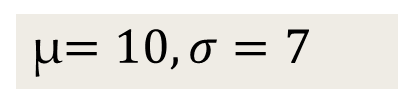 μ= 10, σ = 7